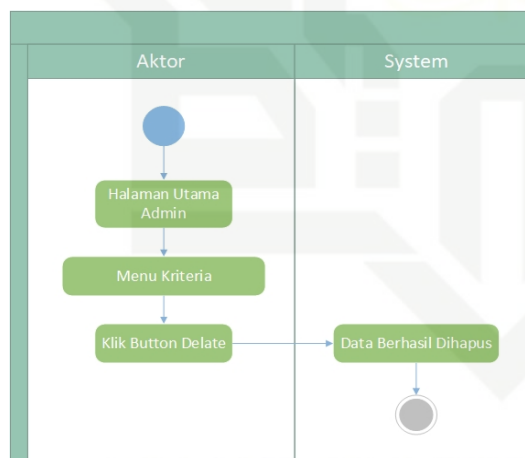 Aktor
System
Halaman Utama
Admin
Menu Kriteria
Klik Button Delate
Data Berhasil Dihapus